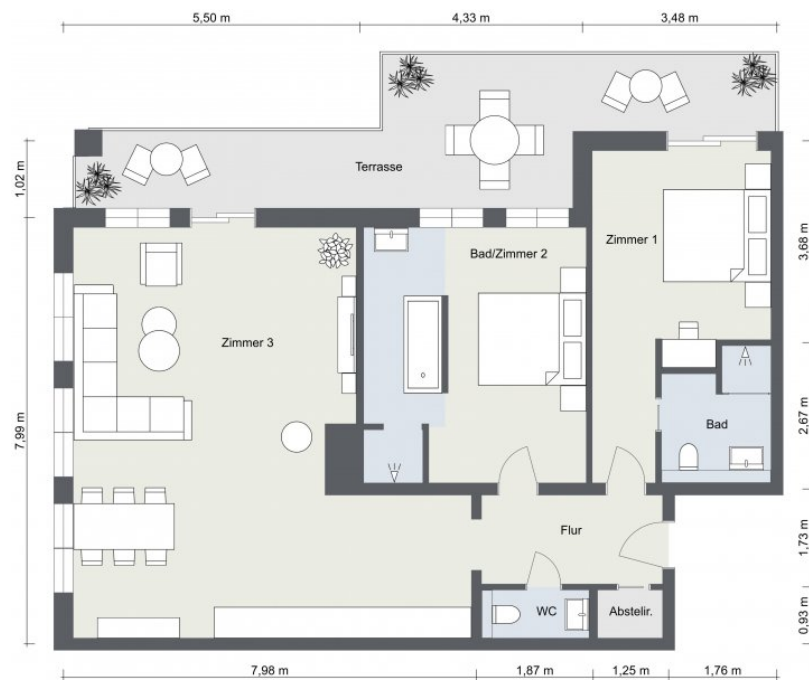 5,50 m
4,33 m
3,48 m
1,02 m
Terrasse
3,68 m
Zimmer 1
Bad/Zimmer 2
Zimmer 3
7,99 m
2,67 m
Bad
1,73 m
Flur
0,93 m
WC
Abstelir.
7,98 m
1,87 m
1,25 m
1,76 m